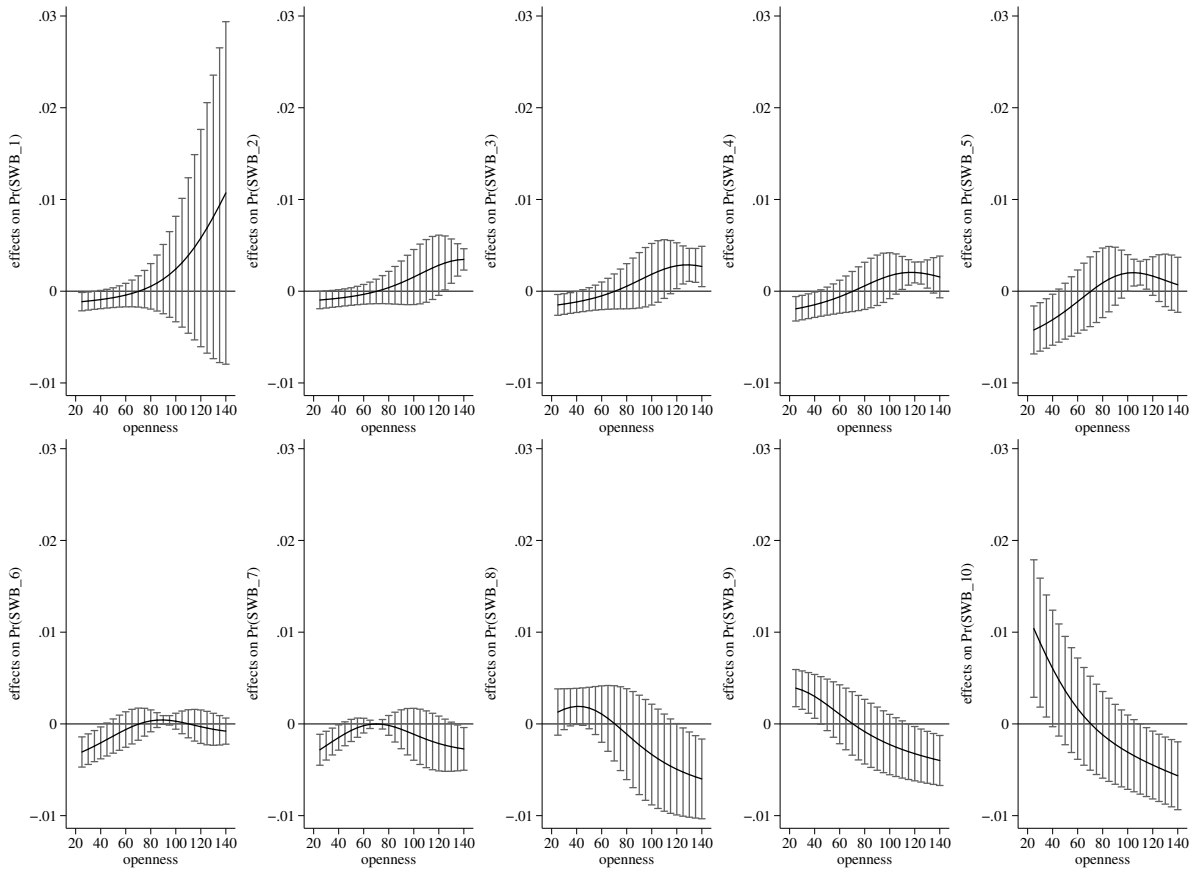 effects on Pr(SWB_1)
.03
.02
.01
0
−.01
20 40 60 80 100 120 140
openness
effects on Pr(SWB_2)
.03
.02
.01
0
−.01
20 40 60 80 100 120 140
openness
effects on Pr(SWB_3)
.03
.02
.01
0
−.01
20 40 60 80 100 120 140
openness
effects on Pr(SWB_4)
.03
.02
.01
0
−.01
20 40 60 80 100 120 140
openness
effects on Pr(SWB_5)
.03
.02
.01
0
−.01
20 40 60 80 100 120 140
openness
effects on Pr(SWB_6)
.03
.02
.01
0
−.01
20 40 60 80 100 120 140
openness
effects on Pr(SWB_7)
.03
.02
.01
0
−.01
20 40 60 80 100 120 140
openness
effects on Pr(SWB_8)
.03
.02
.01
0
−.01
20 40 60 80 100 120 140
openness
effects on Pr(SWB_9)
.03
.02
.01
0
−.01
20 40 60 80 100 120 140
openness
effects on Pr(SWB_10)
.03
.02
.01
0
−.01
20 40 60 80 100 120 140
openness